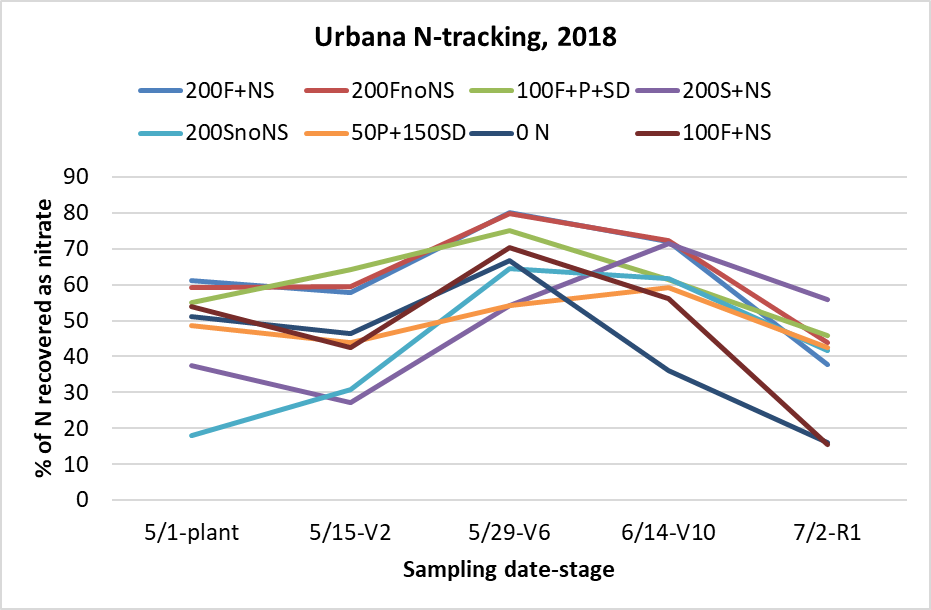 Urbana N-tracking, 2018
200F+NS 200FnoNS 100F+P+SD 200S+NS
200SnoNS 50P+150SD 0 N 100F+NS
% of N recovered as nitrate
90
80
70
60
50
40
30
20
10
0
5/1-plant 5/15-V2 5/29-V6 6/14-V10 7/2-R1
Sampling date-stage